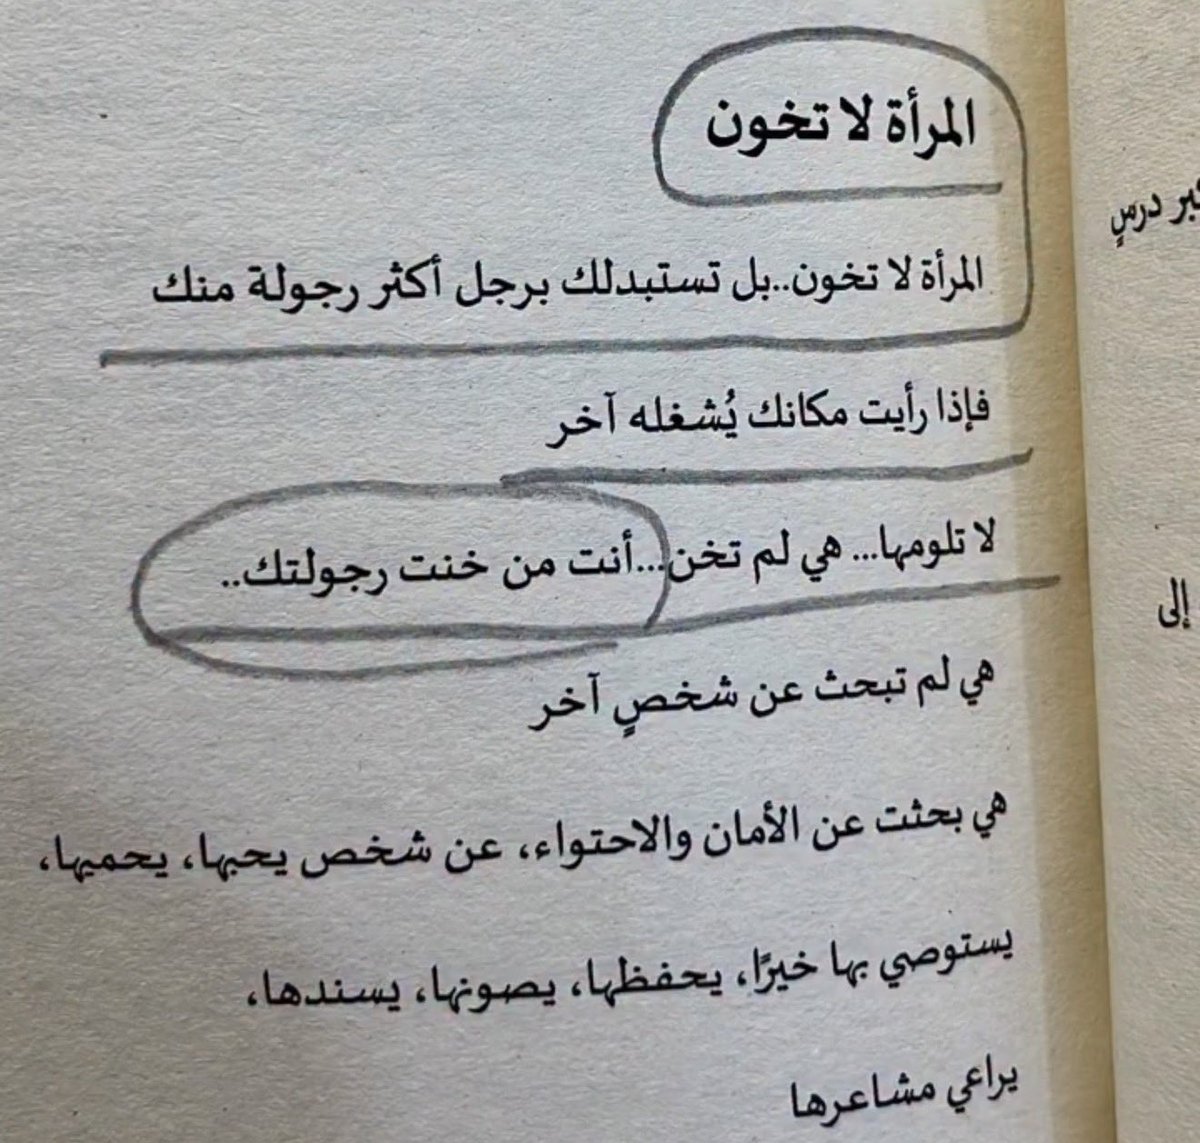 المرأة لا تخون
المرأة لا تخون..بل تستبدلك برجل أكثر رجولة منك
فإذا رأيت مكانك يُشغله آخر
لا تلومها... هي لم تخن...أنت من خنت رجولتك..
هي لم تبحث عن شخصٍ آخر
هي بحثت عن الأمان والاحتواء، عن شخص يحبها، يحميها،
يستوصي بها خيرًا، يحفظها، يصونها، يسندها،
يراعي مشاعرها
درسٍ
إلى